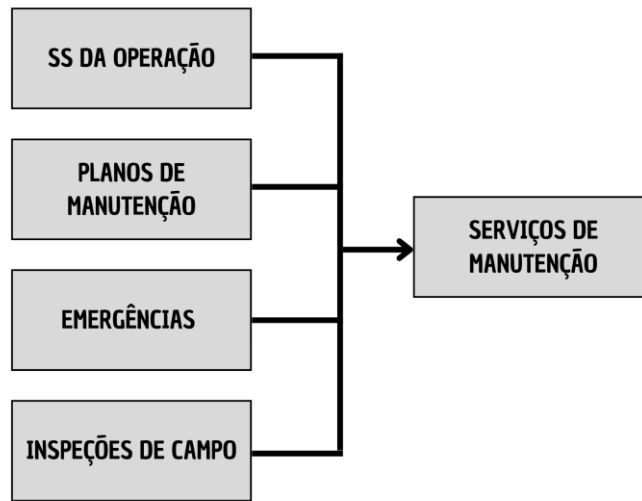 SS DA OPERAÇÃO
PLANOS DE
MANUTENÇÃO
SERVIÇOS DE
MANUTENÇÃO
EMERGÊNCIAS
INSPEÇÕES DE CAMPO